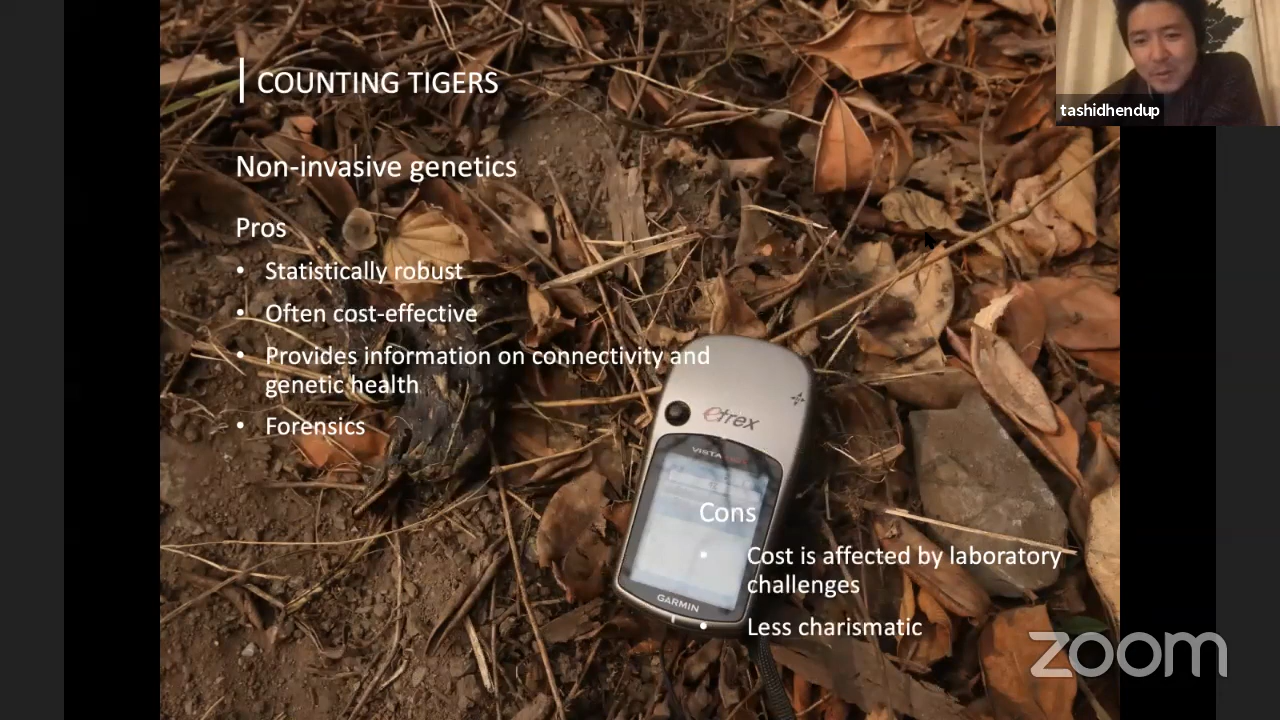 COUNTING TIGERS
tashidhendup
Non-invasive genetics
Pros
• Statistically robust
• Often cost-effective
• Provides information on connectivity and
genetic health
• Forensics
etrex
VISTA
Cons
• Cost is affected by laboratory
challenges
GARMIN
• Less charismatic
zoom